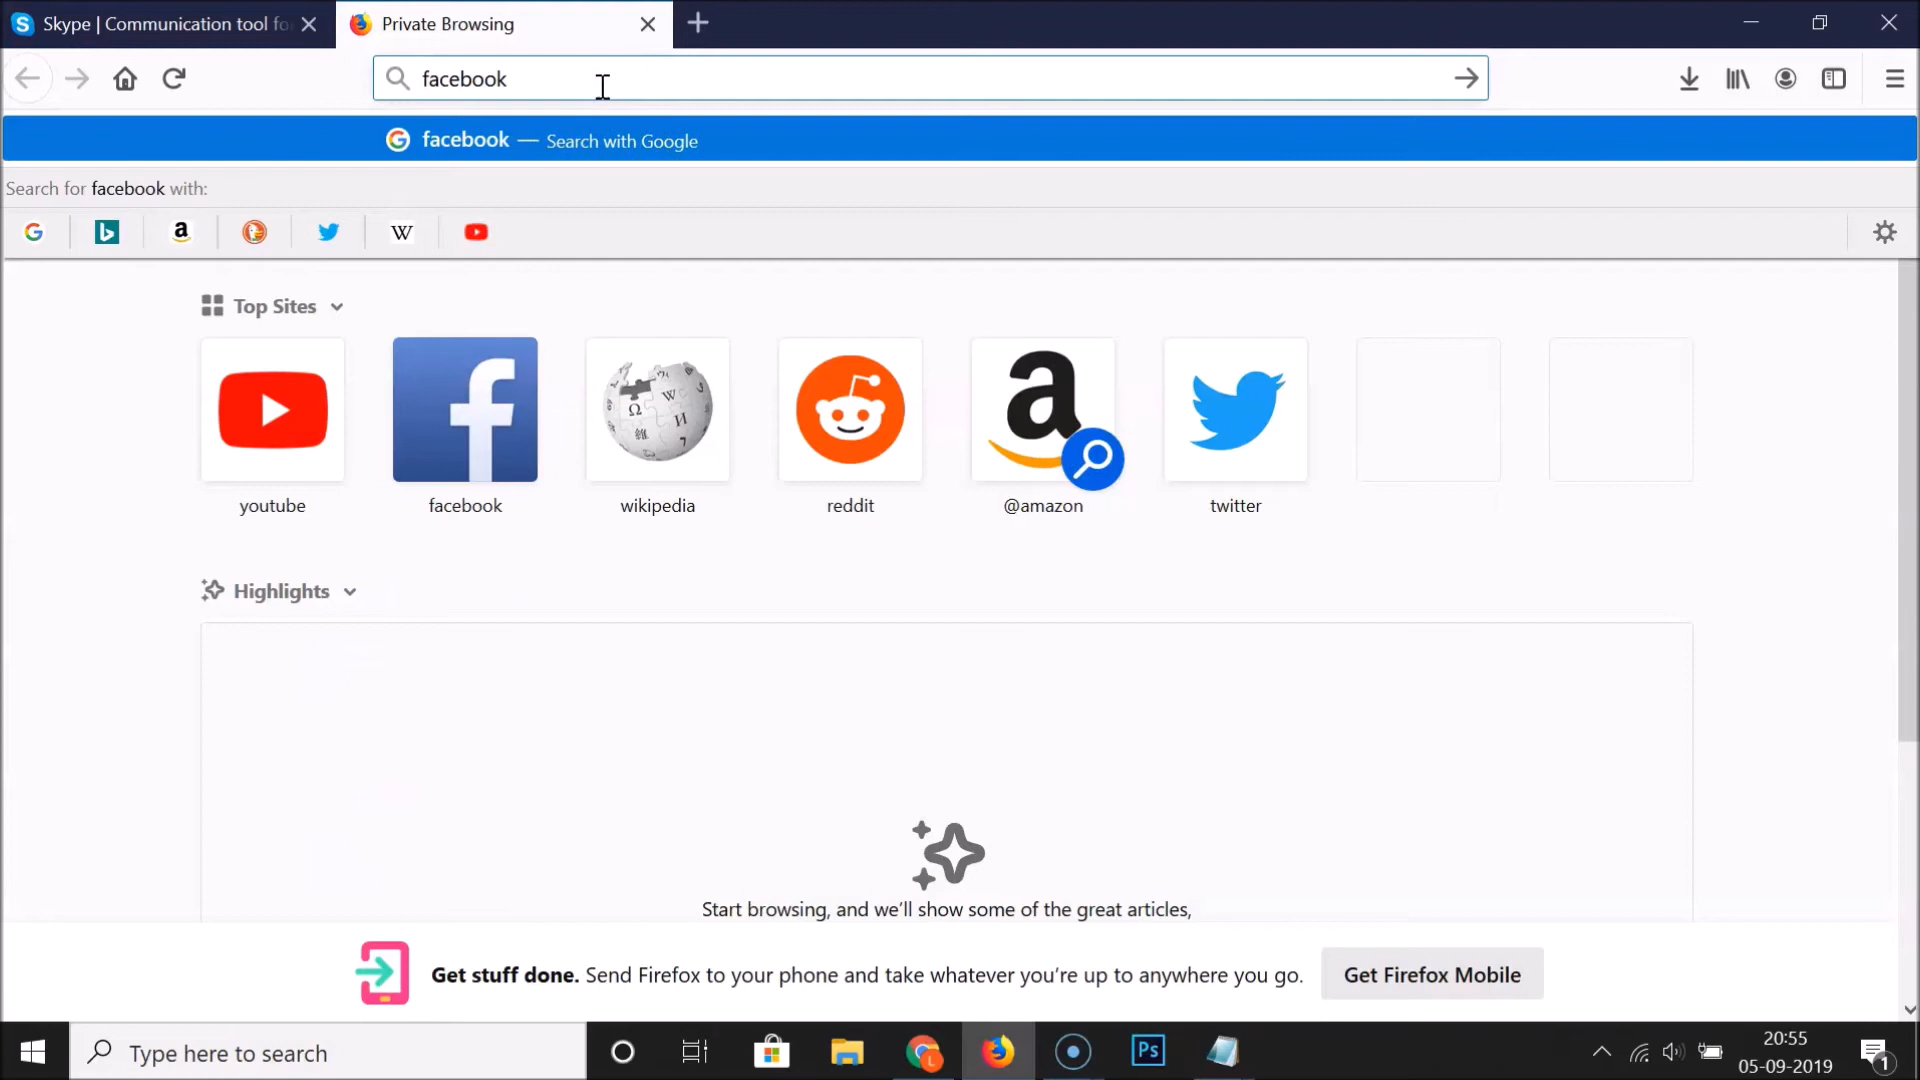 Skype | Communication tool fo
Private Browsing
facebook
facebook — Search with Google
Search for facebook with:
Top Sites
youtube
facebook
wikipedia
reddit
@amazon
twitter
Highlights
Start browsing, and we'll show some of the great articles,
Get stuff done. Send Firefox to your phone and take whatever you're up to anywhere you go.
Get Firefox Mobile
Type here to search
Ps
20:55
05-09-2019
1